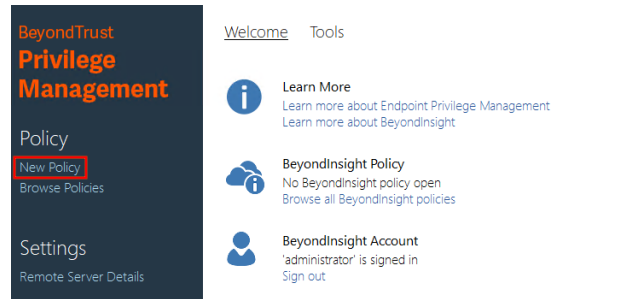 BeyondTrust
Privilege
Management
Policy
New Policy
Browse Policies
Settings
Remote Server Details
Welcome Tools
Learn More
Learn more about Endpoint Privilege Management
Learn more about BeyondInsight
BeyondInsight Policy
No BeyondInsight policy open
Browse all BeyondInsight policies
BeyondInsight Account
'administrator' is signed in
Sign out